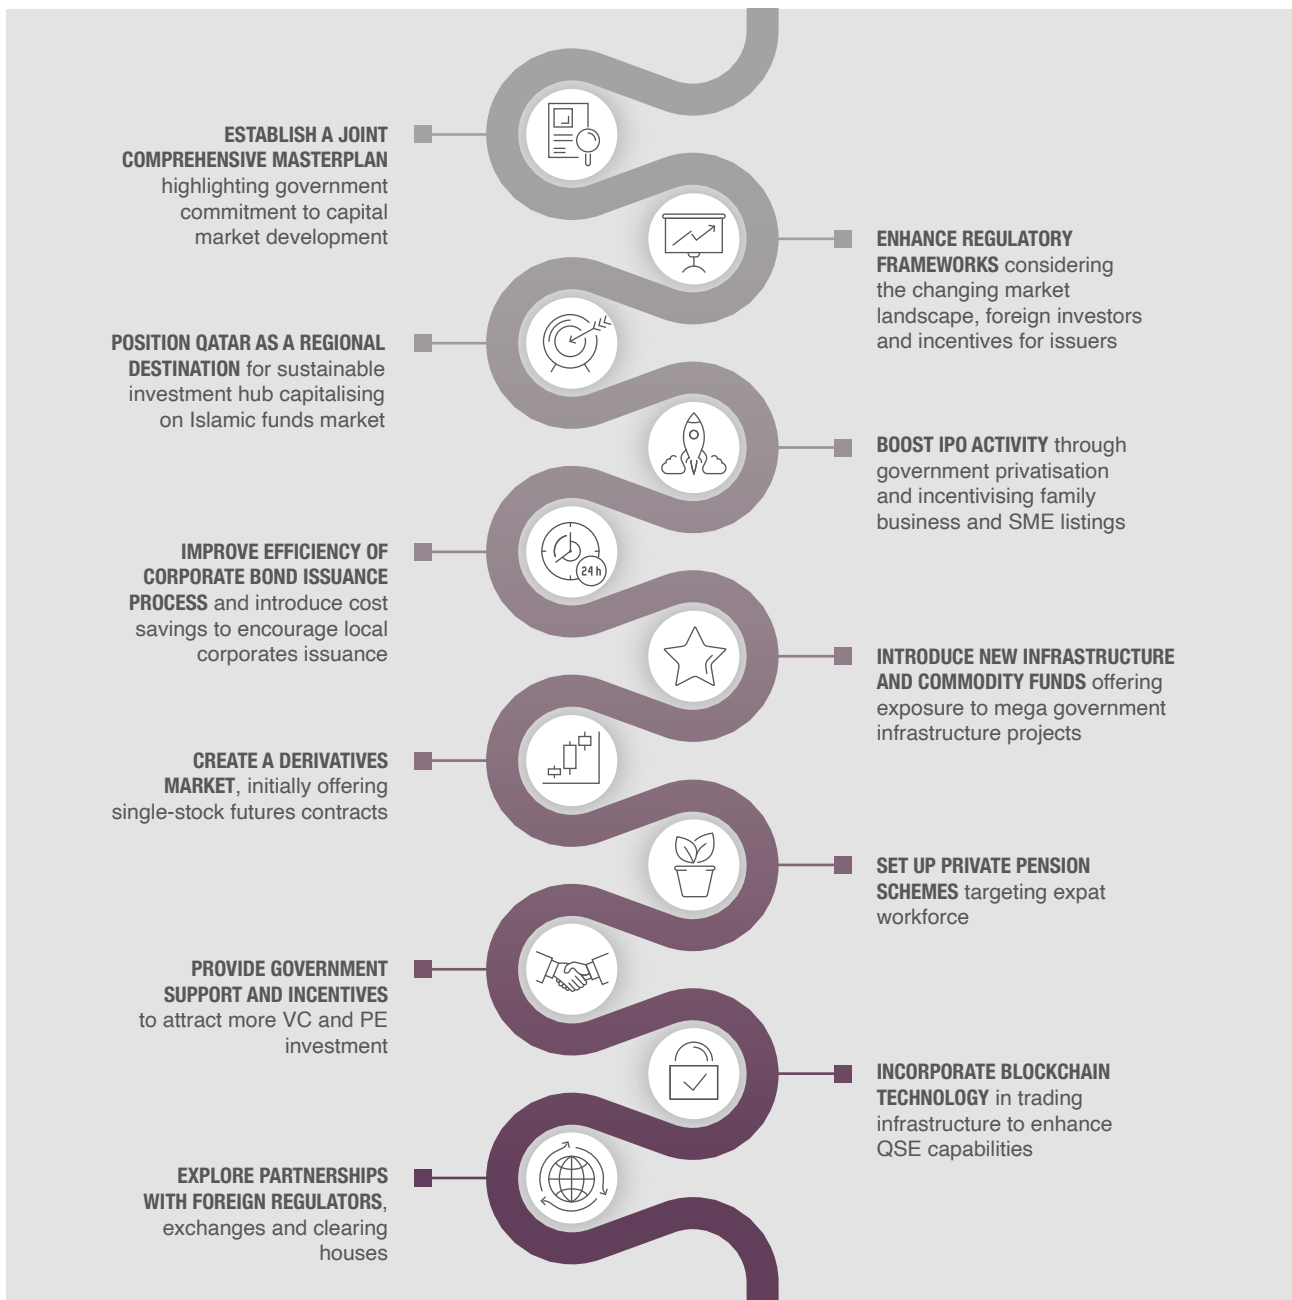 ESTABLISH A JOINT
COMPREHENSIVE MASTERPLAN
highlighting government
commitment to capital
market development
ENHANCE REGULATORY
FRAMEWORKS considering
the changing market
landscape, foreign investors
and incentives for issuers
POSITION QATAR AS A REGIONAL
DESTINATION for sustainable
investment hub capitalising
on Islamic funds market
BOOST IPO ACTIVITY through
government privatisation
and incentivising family
business and SME listings
IMPROVE EFFICIENCY OF
CORPORATE BOND ISSUANCE
PROCESS and introduce cost
savings to encourage local
corporates issuance
24 h
INTRODUCE NEW INFRASTRUCTURE
AND COMMODITY FUNDS offering
exposure to mega government
infrastructure projects
CREATE A DERIVATIVES
MARKET, initially offering
single-stock futures contracts
SET UP PRIVATE PENSION
SCHEMES targeting expat
workforce
PROVIDE GOVERNMENT
SUPPORT AND INCENTIVES
to attract more VC and PE
investment
INCORPORATE BLOCKCHAIN
TECHNOLOGY in trading
infrastructure to enhance
QSE capabilities
EXPLORE PARTNERSHIPS
WITH FOREIGN REGULATORS,
exchanges and clearing
houses